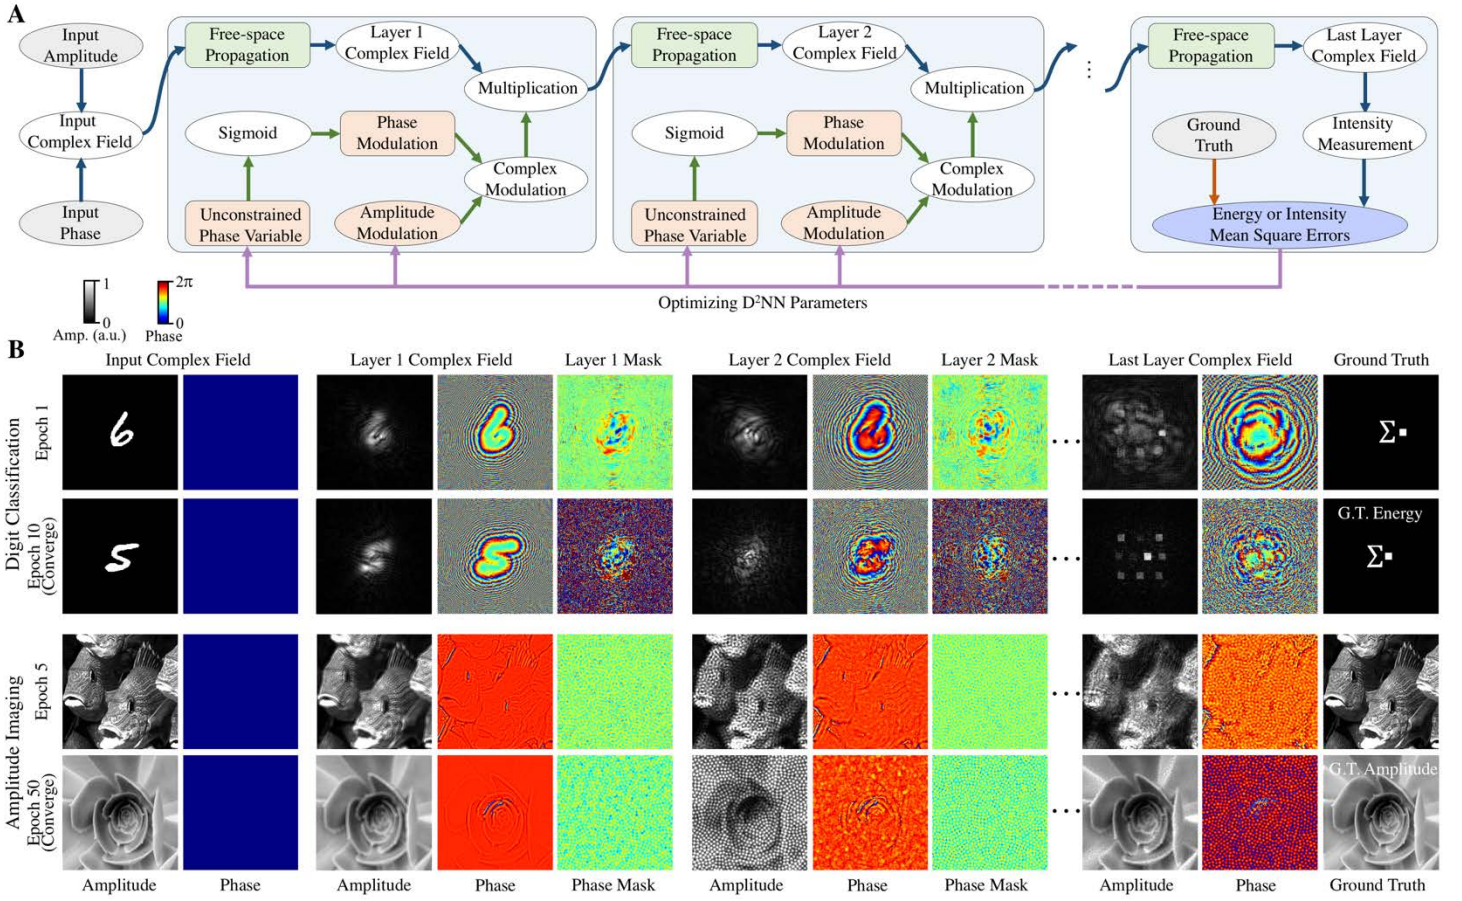 A
Input
Amplitude
Input
Complex Field
Input
Phase
Free-space
Propagation
Layer 1
Complex Field
Multiplication
Sigmoid
Phase
Modulation
Complex
Modulation
Unconstrained
Phase Variable
Amplitude
Modulation
Free-space
Propagation
Layer 2
Complex Field
Multiplication
Sigmoid
Phase
Modulation
Complex
Modulation
Unconstrained
Phase Variable
Amplitude
Modulation
...
Free-space
Propagation
Last Layer
Complex Field
Ground
Truth
Intensity
Measurement
Energy or Intensity
Mean Square Errors
Optimizing D²NN Parameters
1
0
Amp. (a.u.)
2π
0
Phase
B
Input Complex Field
Layer 1 Complex Field
Layer 1 Mask
Layer 2 Complex Field
Layer 2 Mask
Last Layer Complex Field
Ground Truth
Digit Classification
Epoch 1
6
...
Σ
Epoch 10
(Converge)
5
...
G.T. Energy
Σ
Amplitude Imaging
Epoch 5
...
Epoch 50
(Converge)
...
G.T. Amplitude
Amplitude
Phase
Amplitude
Phase
Phase Mask
Amplitude
Phase
Phase Mask
Amplitude
Phase
Ground Truth